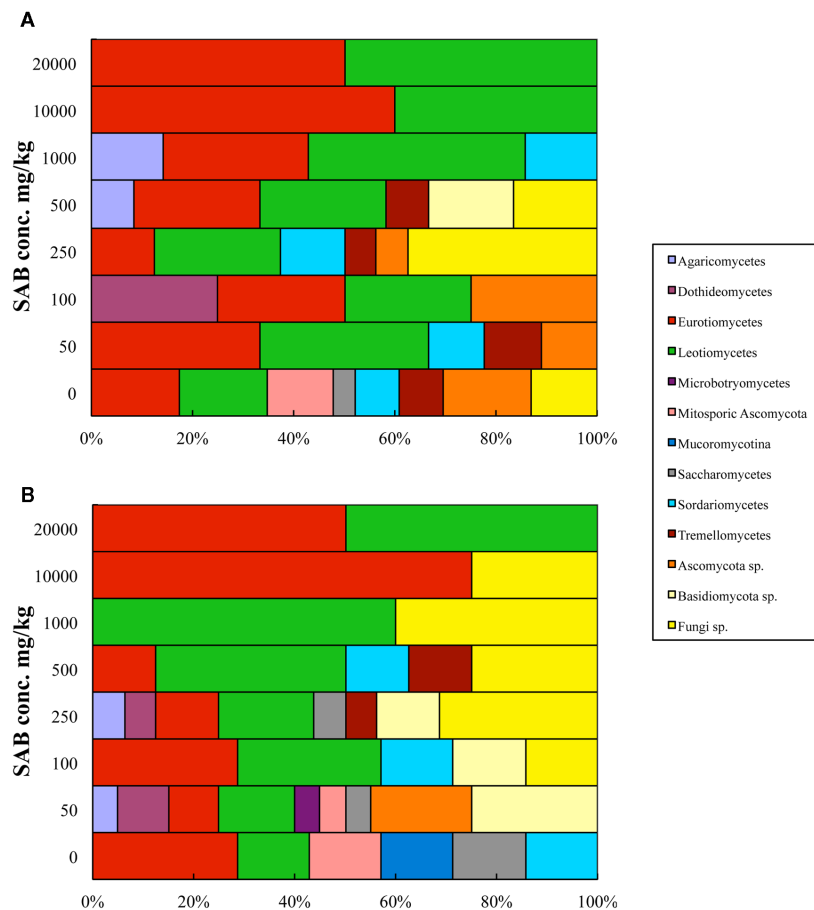 A
20000
10000
1000
500
250
100
50
0
SAB conc. mg/kg
0% 20% 40% 60% 80% 100%
Agaricomycetes
Dothideomycetes
Eurotiomycetes
Leotiomycetes
Microbotryomycetes
Mitosporic Ascomycota
Mucoromycotina
Saccharomycetes
Sordariomycetes
Tremellomycetes
Ascomycota sp.
Basidiomycota sp.
Fungi sp.
B
20000
10000
1000
500
250
100
50
0
SAB conc. mg/kg
0% 20% 40% 60% 80% 100%